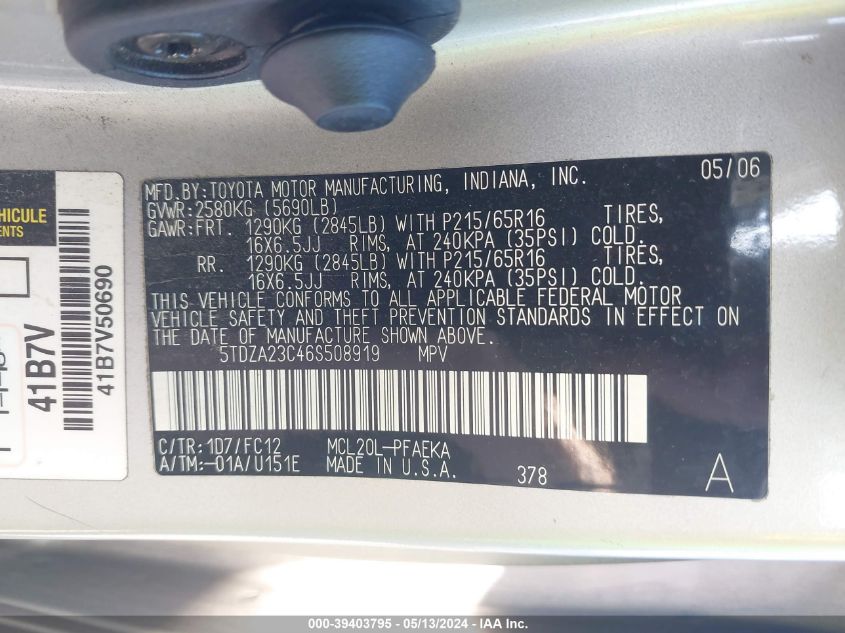 MFD.BY:TOYOTA MOTOR MANUFACTURING, INDIANA, INC. 05/06
GVWR:2580KG (5690LB)
GAWR:FRT. 1290KG (2845LB) WITH P215/65R16 TIRES,
16X6.5JJ RIMS, AT 240KPA (35PSI) COLD.
RR. 1290KG (2845LB) WITH P215/65R16 TIRES,
16X6.5JJ RIMS, AT 240KPA (35PSI) COLD.
THIS VEHICLE CONFORMS TO ALL APPLICABLE FEDERAL MOTOR
VEHICLE SAFETY AND THEFT PREVENTION STANDARDS IN EFFECT ON
THE DATE OF MANUFACTURE SHOWN ABOVE.
5TDZA23C46S508919 MPV
C/TR:1D7/FC12 MCL20L-PFAEKA
A/TM:-01A/U151E MADE IN U.S.A. 378 A
VEHICULE
ENTS
41B7V
41B7V50690
000-39403795 - 05/13/2024 - IAA Inc.